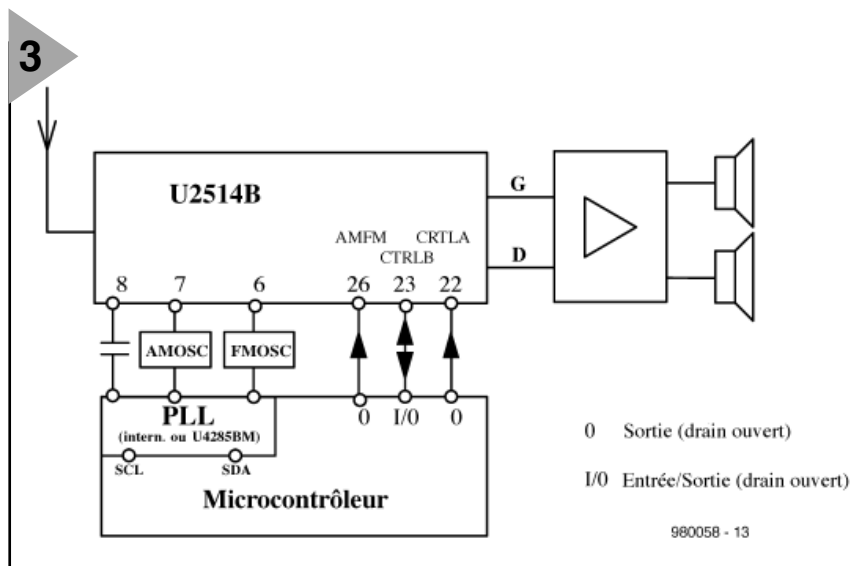 3
U2514B
G
AMFM CRTLA
CTRLB
D
8 7 6 26 23 22
AMOSC FMOSC
PLL
(intern. ou U4285BM)
0 I/0 0
SCL SDA
Microcontrôleur
0 Sortie (drain ouvert)
I/0 Entrée/Sortie (drain ouvert)
980058 - 13